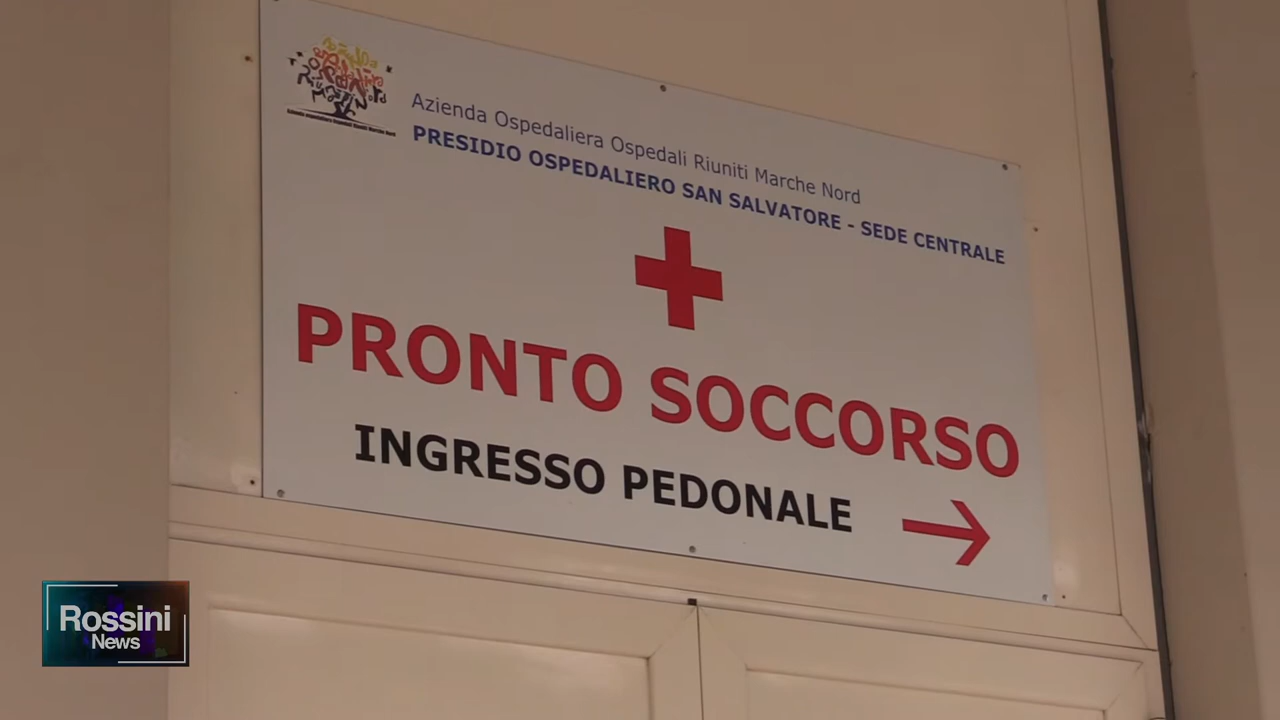 Azienda Ospedaliera Ospedali Riuniti Marche Nord
PRESIDIO OSPEDALIERO SAN SALVATORE - SEDE CENTRALE
PRONTO SOCCORSO
INGRESSO PEDONALE
Rossini
News